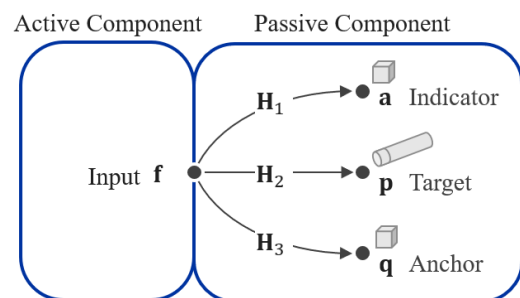 Active Component Passive Component
H₁
a Indicator
Input f H₂
p Target
H₃
q Anchor